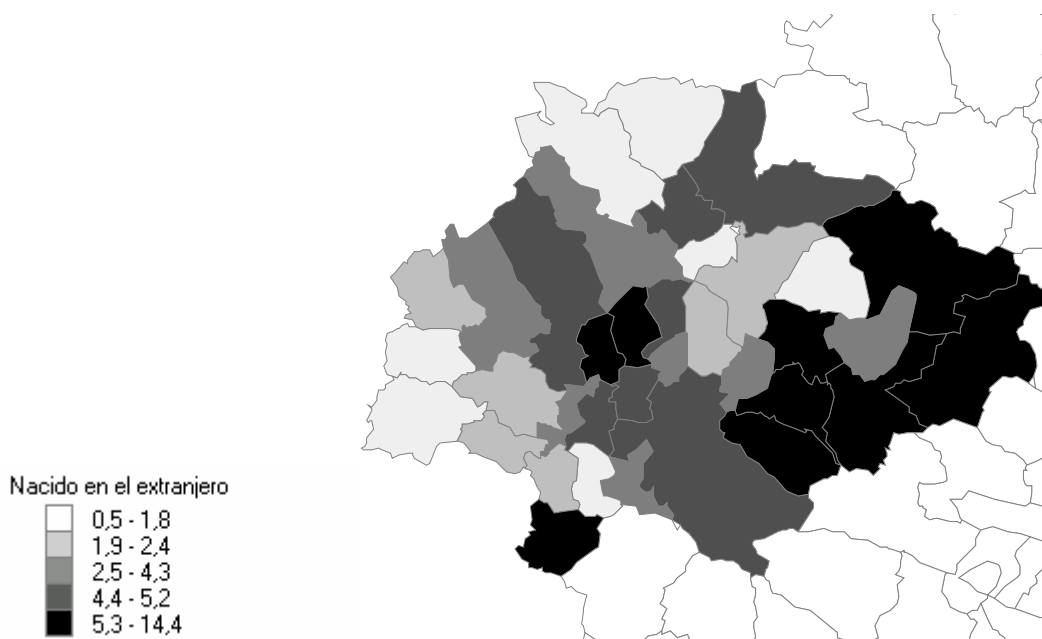 Nacido en el extranjero
0,5 - 1,8
1,9 - 2,4
2,5 - 4,3
4,4 - 5,2
5,3 - 14,4